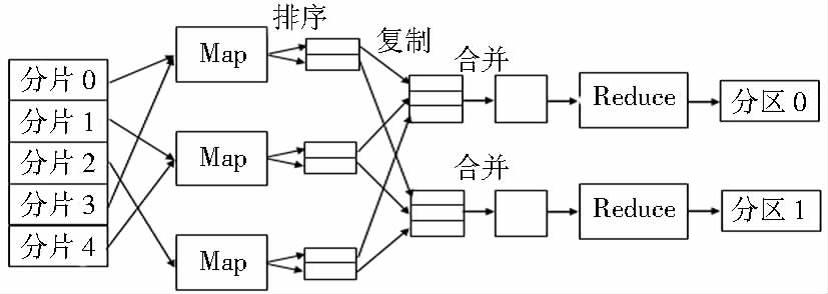 分片 0
分片 1
分片 2
分片 3
分片 4
Map
Map
Map
排序
复制
合并
合并
Reduce
Reduce
分区 0
分区 1